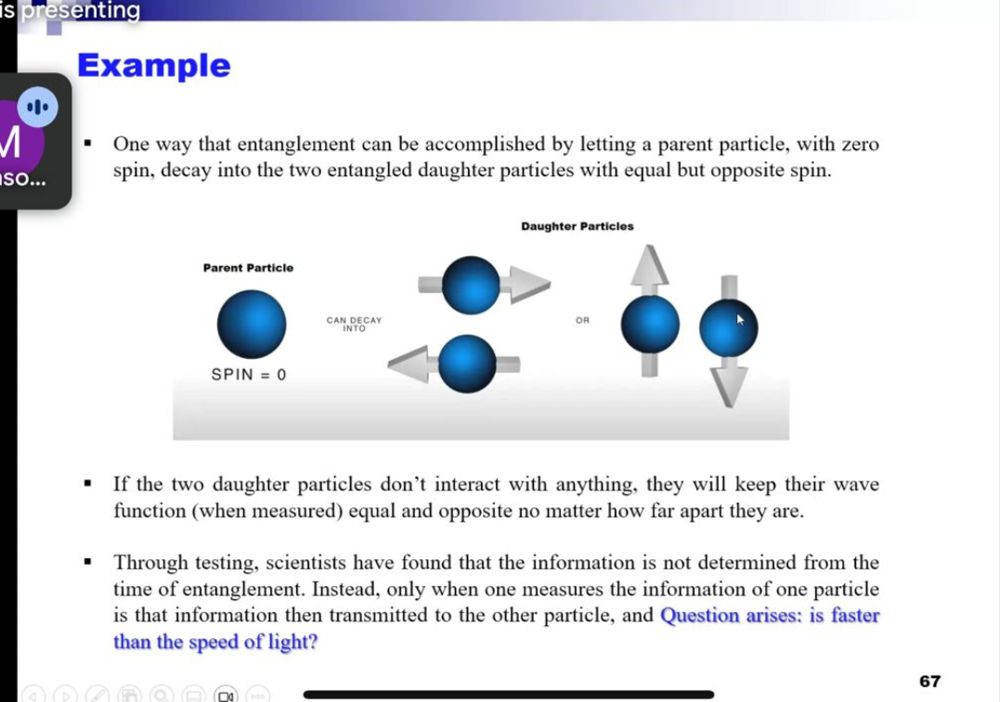 is presenting
Example
M
aso...
▪ One way that entanglement can be accomplished by letting a parent particle, with zero
spin, decay into the two entangled daughter particles with equal but opposite spin.
Daughter Particles
Parent Particle
CAN DECAY
INTO
OR
SPIN = 0
▪ If the two daughter particles don’t interact with anything, they will keep their wave
function (when measured) equal and opposite no matter how far apart they are.
▪ Through testing, scientists have found that the information is not determined from the
time of entanglement. Instead, only when one measures the information of one particle
is that information then transmitted to the other particle, and Question arises: is faster
than the speed of light?
67